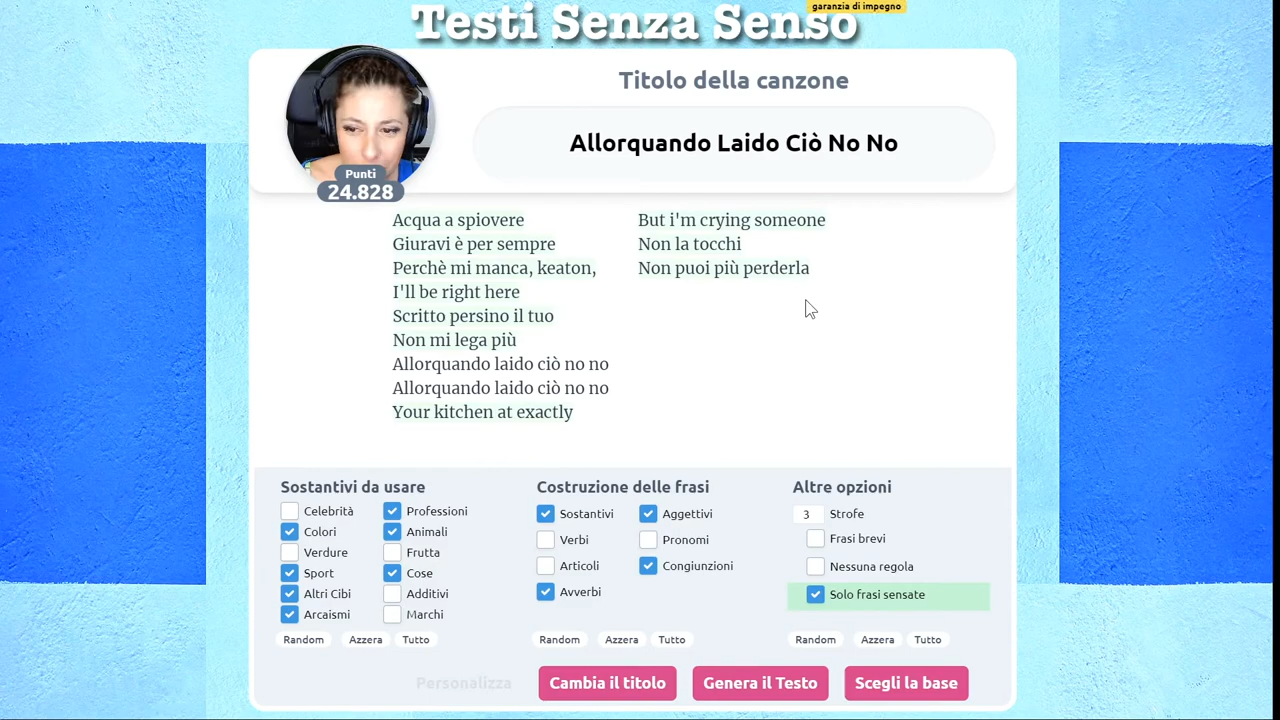 garanzia di impegno
Testi Senza Senso
Titolo della canzone
Allorquando Laido Ciò No No
Punti
24.828
Acqua a spiovere
Giuravi è per sempre
Perchè mi manca, keaton,
I'll be right here
Scritto persino il tuo
Non mi lega più
Allorquando laido ciò no no
Allorquando laido ciò no no
Your kitchen at exactly
But i'm crying someone
Non la tocchi
Non puoi più perderla
Sostantivi da usare
Celebrità
Professioni
Colori
Animali
Verdure
Frutta
Sport
Cose
Altri Cibi
Additivi
Arcaismi
Marchi
Random Azzera Tutto
Costruzione delle frasi
Sostantivi
Aggettivi
Verbi
Pronomi
Articoli
Congiunzioni
Avverbi
Random Azzera Tutto
Altre opzioni
3 Strofe
Frasi brevi
Nessuna regola
Solo frasi sensate
Random Azzera Tutto
Personalizza
Cambia il titolo
Genera il Testo
Scegli la base